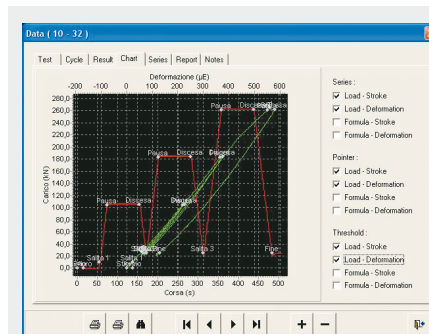 Data ( 10 - 32 )
Test Cycle Result Chart Series Report Notes
Deformazione (µE)
-200 -100 0 100 200 300 400 500 600
Carico (kN)
280,0
260,0
240,0
220,0
200,0
180,0
160,0
140,0
120,0
100,0
80,0
60,0
40,0
20,0
0,0
Pausa Discesa
Pausa Discesa
Pausa Discesa
Salita 1
Salita 3
Fine
0 50 100 150 200 250 300 350 400 450 500 550 600
Corsa (s)
Series :
Load - Stroke
Load - Deformation
Formula - Stroke
Formula - Deformation
Pointer :
Load - Stroke
Load - Deformation
Formula - Stroke
Formula - Deformation
Threshold :
Load - Stroke
Load - Deformation
Formula - Stroke
Formula - Deformation